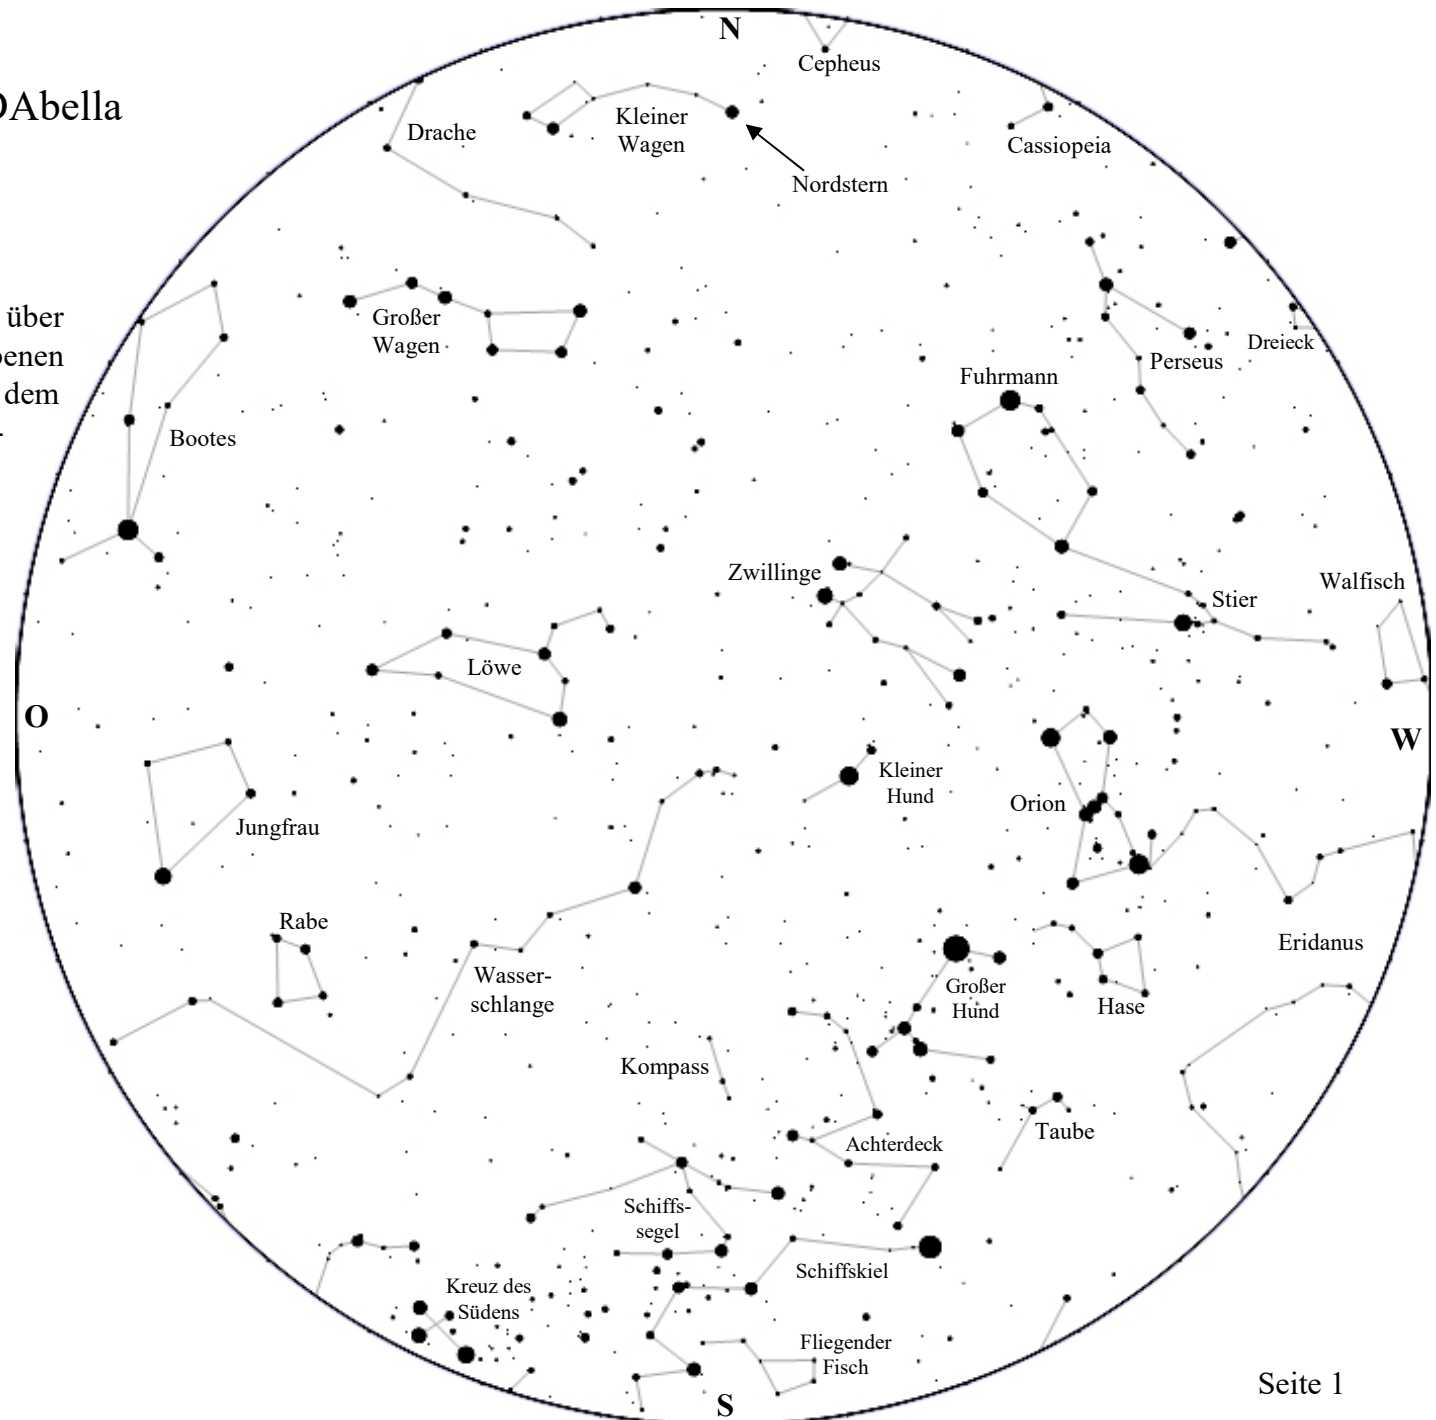 N
Cepheus
Abella
Kleiner
Wagen
Drache
Cassiopeia
Nordstern
über
dem
Großer
Wagen
Dreieck
Perseus
Fuhrmann
Bootes
Zwillinge
Walfisch
Stier
Löwe
O
W
Kleiner
Hund
Orion
Jungfrau
Rabe
Eridanus
Wasser-
schlange
Großer
Hund
Hase
Kompass
Taube
Achterdeck
Schiffs-
segel
Schiffskiel
Kreuz des
Südens
Fliegender
Fisch
S
Seite 1